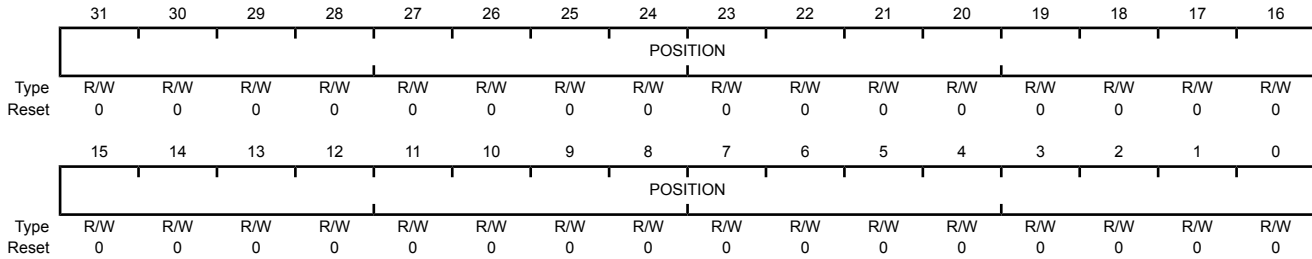 31 30 29 28 27 26 25 24 23 22 21 20 19 18 17 16
POSITION
Type R/W R/W R/W R/W R/W R/W R/W R/W R/W R/W R/W R/W R/W R/W R/W R/W
Reset 0 0 0 0 0 0 0 0 0 0 0 0 0 0 0 0
15 14 13 12 11 10 9 8 7 6 5 4 3 2 1 0
POSITION
Type R/W R/W R/W R/W R/W R/W R/W R/W R/W R/W R/W R/W R/W R/W R/W R/W
Reset 0 0 0 0 0 0 0 0 0 0 0 0 0 0 0 0